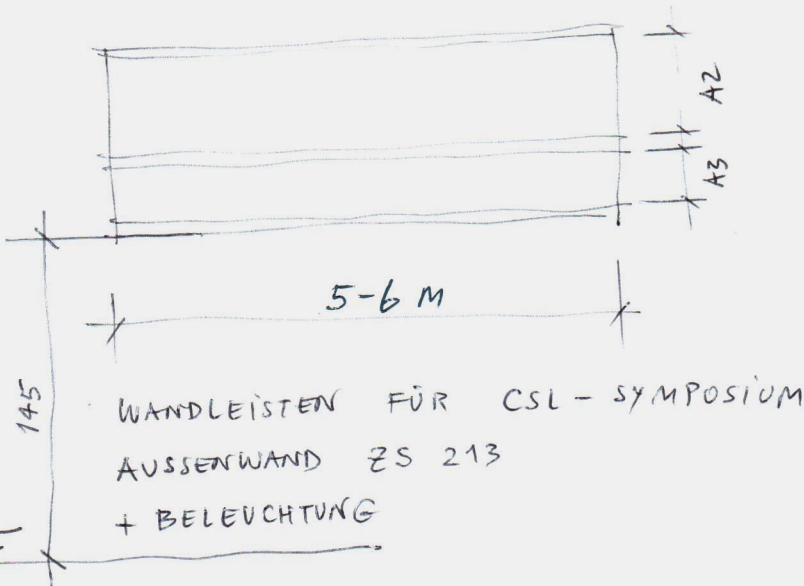 A2
A3
5-6 M
145
WANDLEISTEN FÜR CSL - SYMPOSIUM
AUSSENWAND ZS 213
+ BELEUCHTUNG